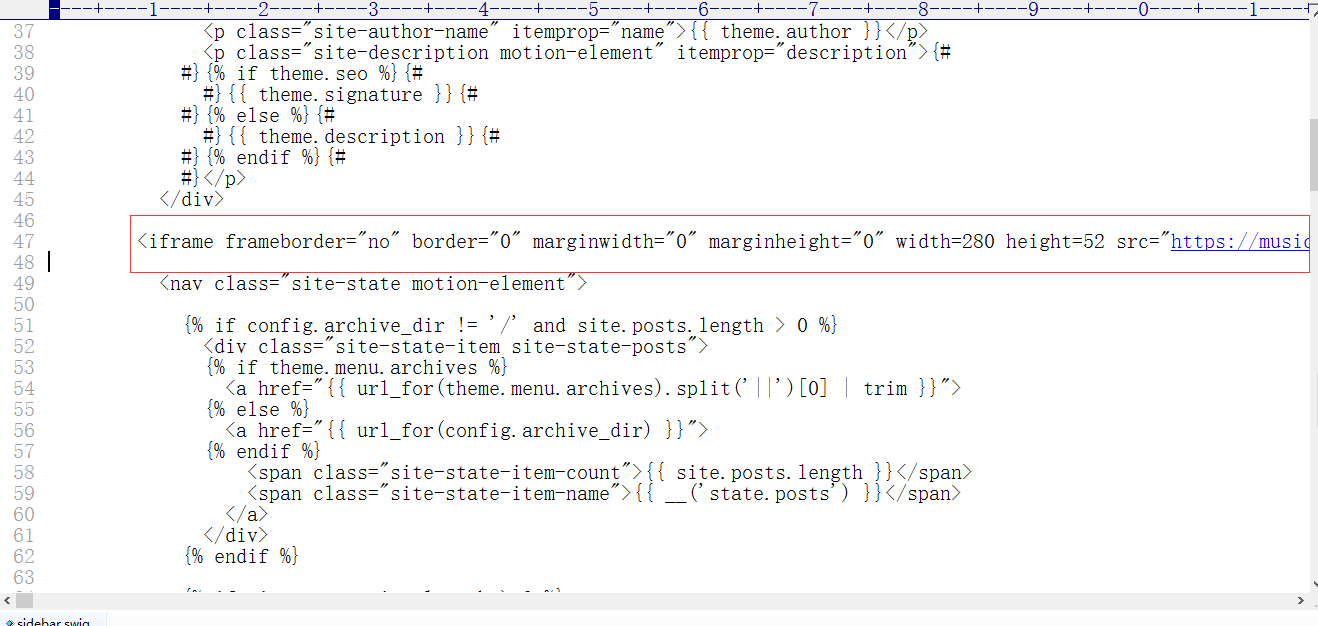 ----+----1----+----2----+----3----+----4----+----5----+----6----+----7----+----8----+----9----+----0----+----1----+
37 <p class="site-author-name" itemprop="name">{{ theme.author }}</p>
38 <p class="site-description motion-element" itemprop="description">{#
39 #}{% if theme.seo %}{#
40 #}{{ theme.signature }}{#
41 #}{% else %}{#
42 #}{{ theme.description }}{#
43 #}{% endif %}{#
44 #}</p>
45 </div>
46
47 <iframe frameborder="no" border="0" marginwidth="0" marginheight="0" width=280 height=52 src="https://music
48
49 <nav class="site-state motion-element">
50
51 {% if config.archive_dir != '/' and site.posts.length > 0 %}
52 <div class="site-state-item site-state-posts">
53 {% if theme.menu.archives %}
54 <a href="{{ url_for(theme.menu.archives).split('||')[0] | trim }}">
55 {% else %}
56 <a href="{{ url_for(config.archive_dir) }}">
57 {% endif %}
58 <span class="site-state-item-count">{{ site.posts.length }}</span>
59 <span class="site-state-item-name">{{ __('state.posts') }}</span>
60 </a>
61 </div>
62 {% endif %}
63
sidebar.swig